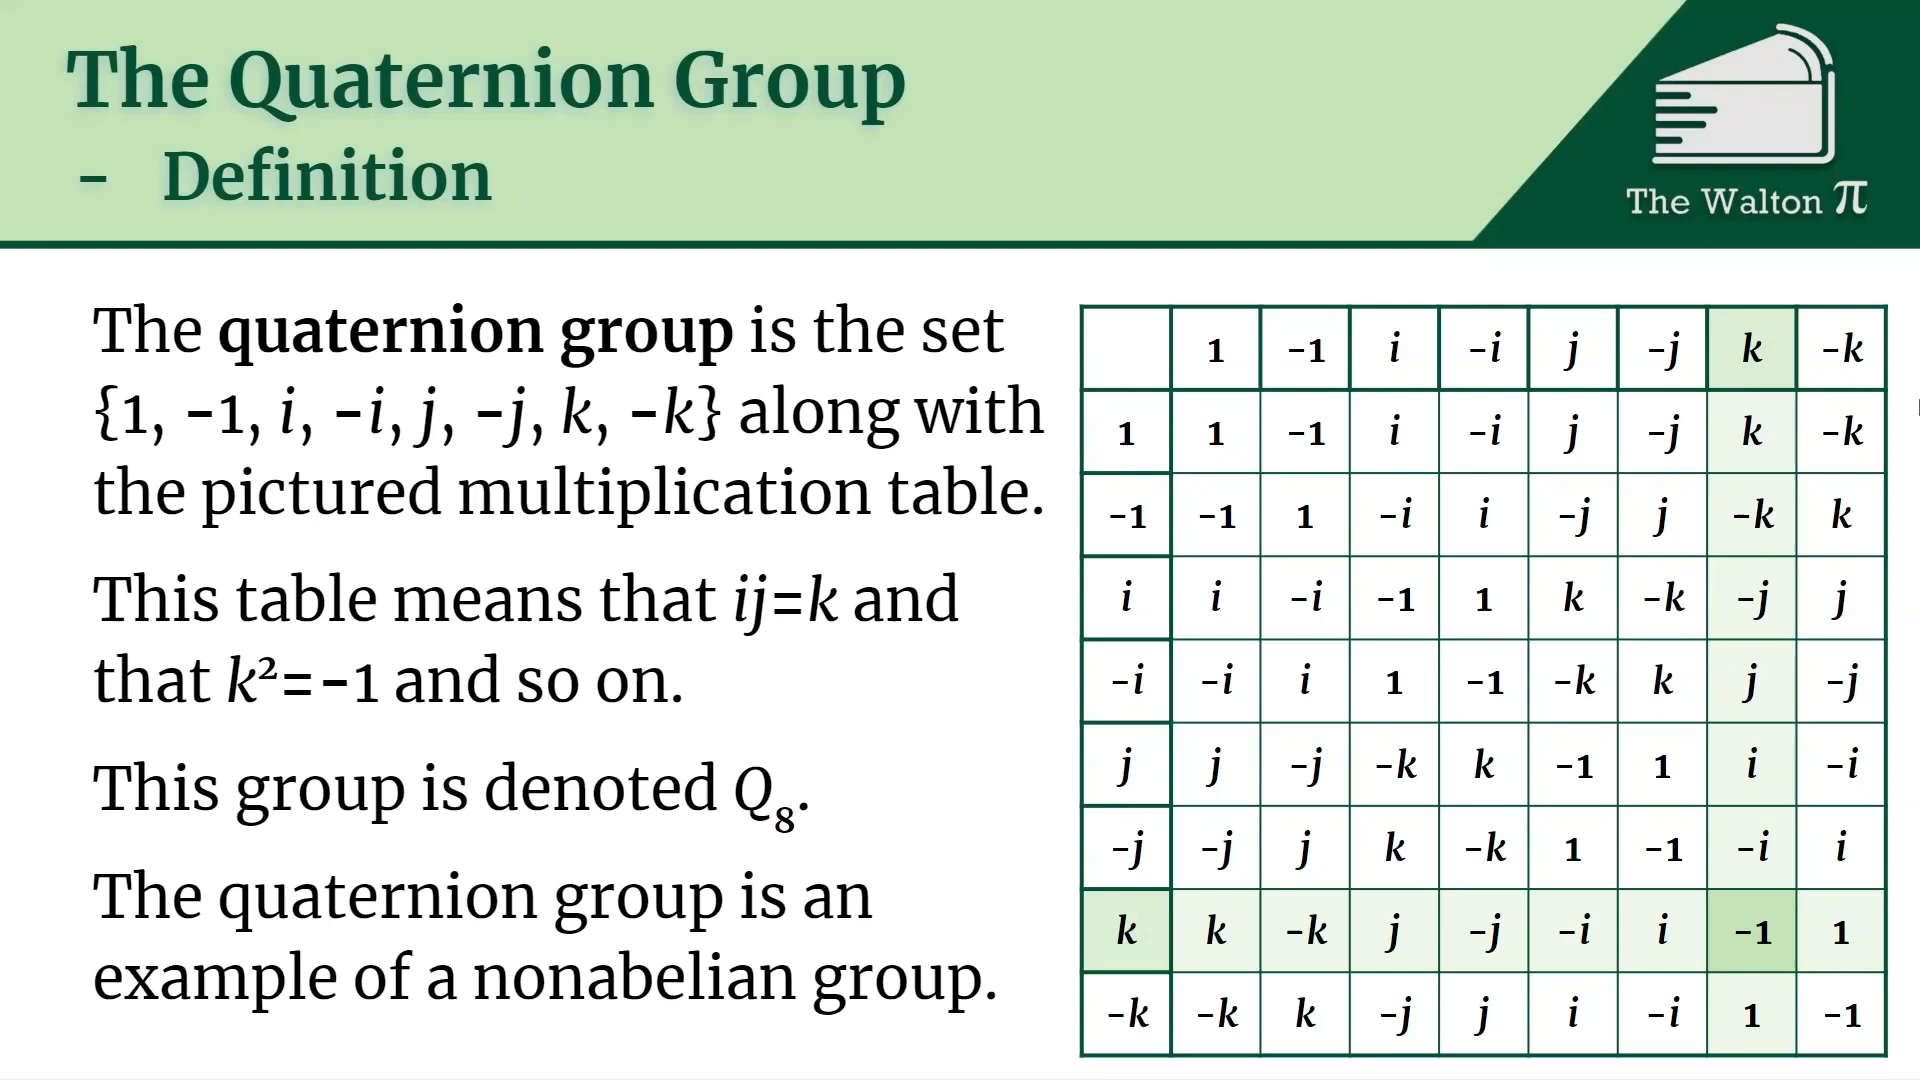 The Quaternion Group
- Definition
The Walton π
The quaternion group is the set
{1, −1, i, −i, j, −j, k, −k} along with
the pictured multiplication table.
This table means that ij=k and
that k²=−1 and so on.
This group is denoted Q₈.
The quaternion group is an
example of a nonabelian group.
1 −1 i −i j −j k −k
1 1 −1 i −i j −j k −k
−1 −1 1 −i i −j j −k k
i i −i −1 1 k −k −j j
−i −i i 1 −1 −k k j −j
j j −j −k k −1 1 i −i
−j −j j k −k 1 −1 −i i
k k −k j −j −i i −1 1
−k −k k −j j i −i 1 −1